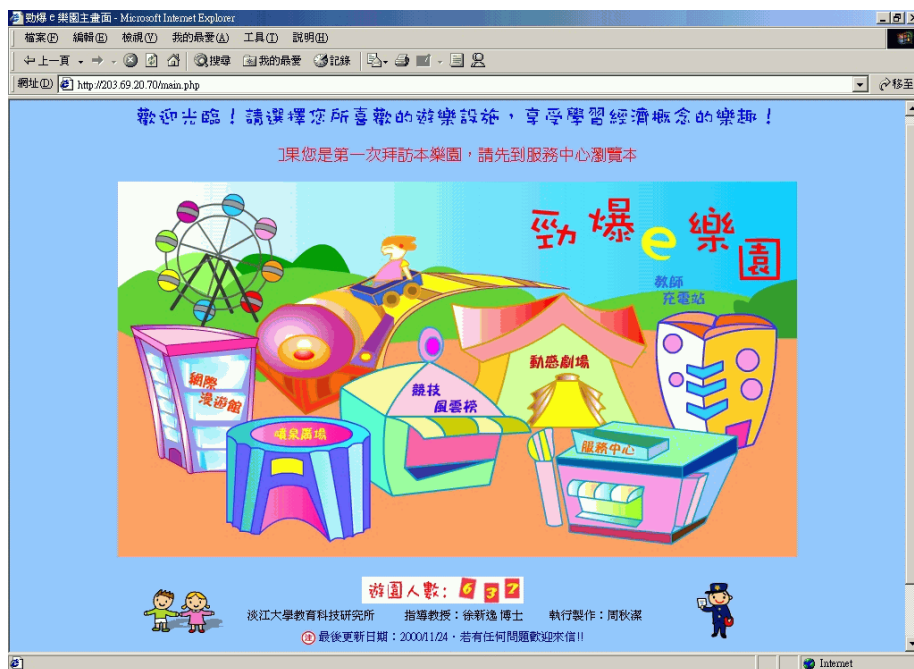 勁爆 e 樂園主畫面 - Microsoft Internet Explorer
檔案(F) 編輯(E) 檢視(V) 我的最愛(A) 工具(T) 說明(H)
上一頁 搜尋 我的最愛 記錄
網址(D) http://203.69.20.70/main.php 移至
歡迎光臨！請選擇您所喜歡的遊樂設施，享受學習經濟概念的樂趣！
果您是第一次拜訪本樂園，請先到服務中心瀏覽本
勁爆e樂園
教師
充電站
動感劇場
網際
漫遊館
競技
風雲榜
噴泉廣場
服務中心
遊園人數: 637
淡江大學教育科技研究所 指導教授：徐新逸 博士 執行製作：周秋潔
註 最後更新日期：2000/11/24．若有任何問題歡迎來信!!
Internet